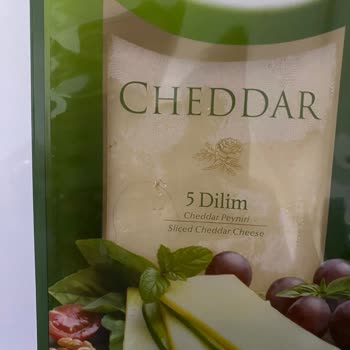 CHEDDAR
5 Dilim
Cheddar Peyniri
Sliced Cheddar Cheese